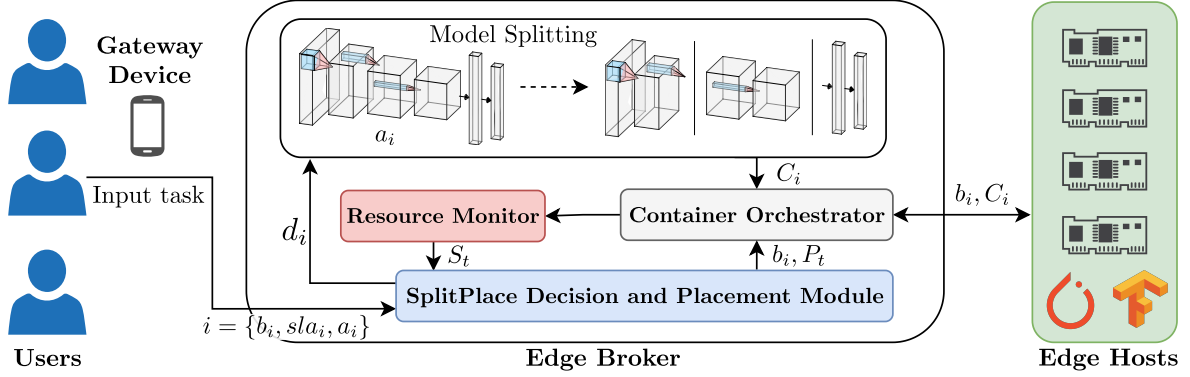 Gateway
Device
Model Splitting
a_i
Input task
C_i
Resource Monitor
Container Orchestrator
b_i, C_i
d_i
S_t
b_i, P_t
SplitPlace Decision and Placement Module
i = {b_i, sla_i, a_i}
Users
Edge Broker
Edge Hosts